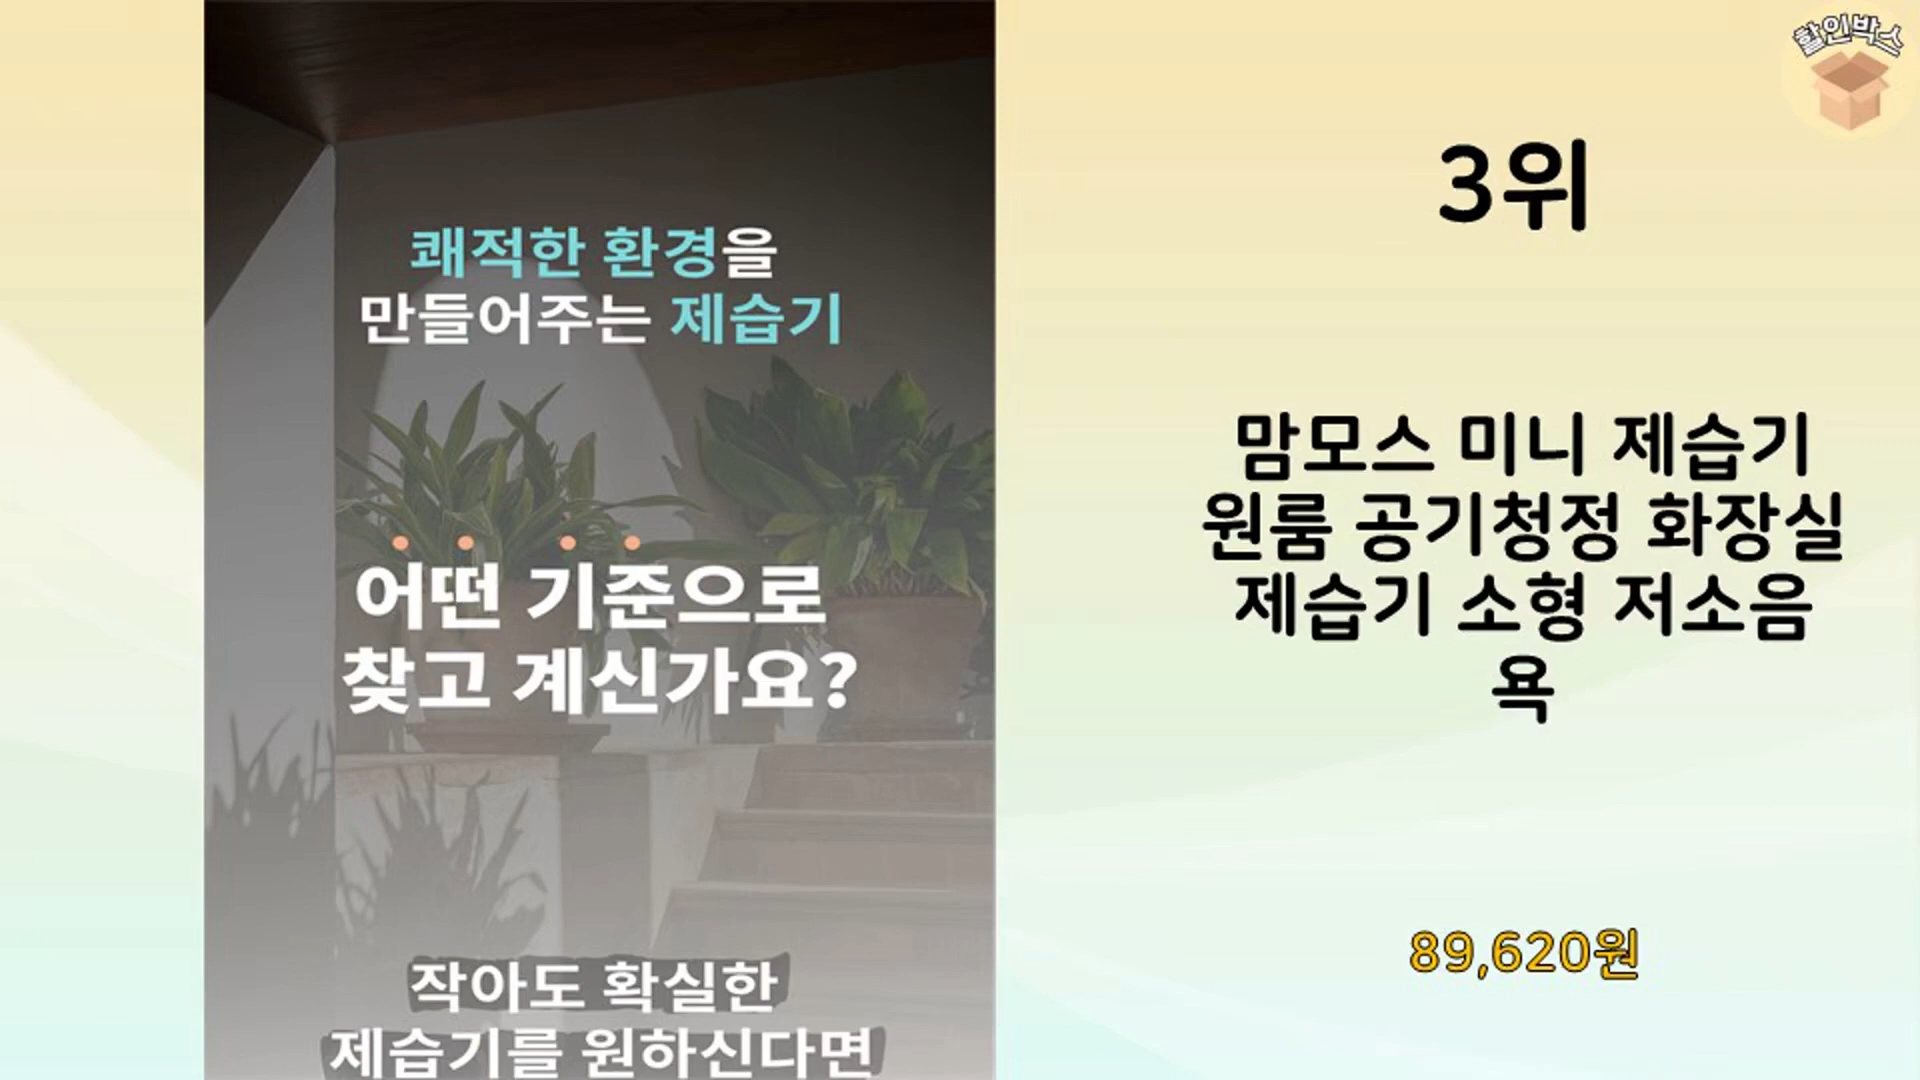 쾌적한 환경을
만들어주는 제습기
어떤 기준으로
찾고 계신가요?
작아도 확실한
제습기를 원하신다면
할인박스
3위
맘모스 미니 제습기
원룸 공기청정 화장실
제습기 소형 저소음
욕
89,620원